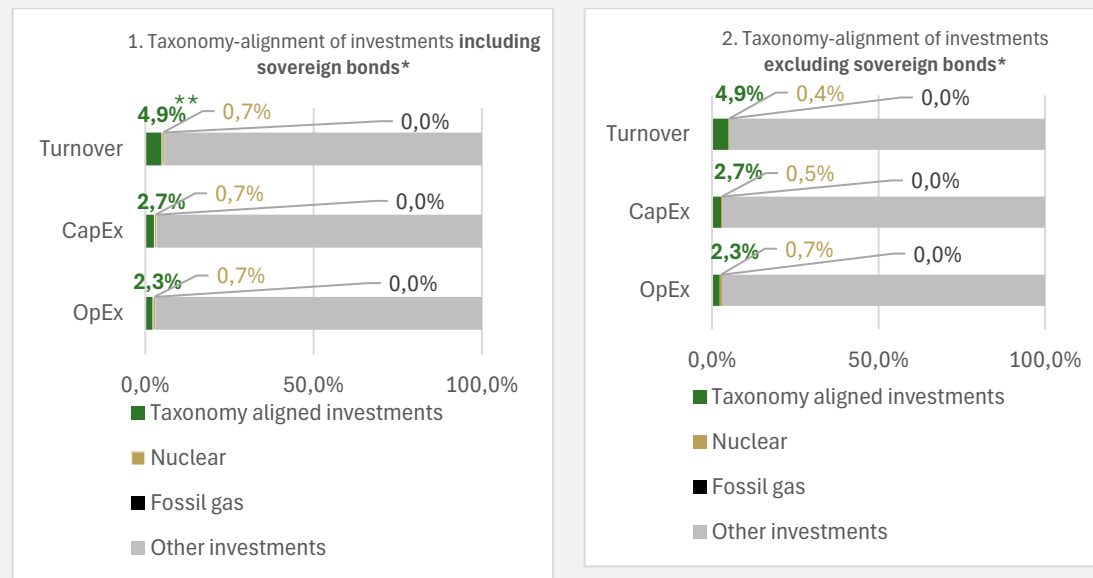 1. Taxonomy-alignment of investments including
sovereign bonds*
4,9%** 0,7% 0,0%
Turnover
2,7% 0,7% 0,0%
CapEx
2,3% 0,7% 0,0%
OpEx
0,0% 50,0% 100,0%
Taxonomy aligned investments
Nuclear
Fossil gas
Other investments
2. Taxonomy-alignment of investments
excluding sovereign bonds*
4,9% 0,4% 0,0%
Turnover
2,7% 0,5% 0,0%
CapEx
2,3% 0,7% 0,0%
OpEx
0,0% 50,0% 100,0%
Taxonomy aligned investments
Nuclear
Fossil gas
Other investments